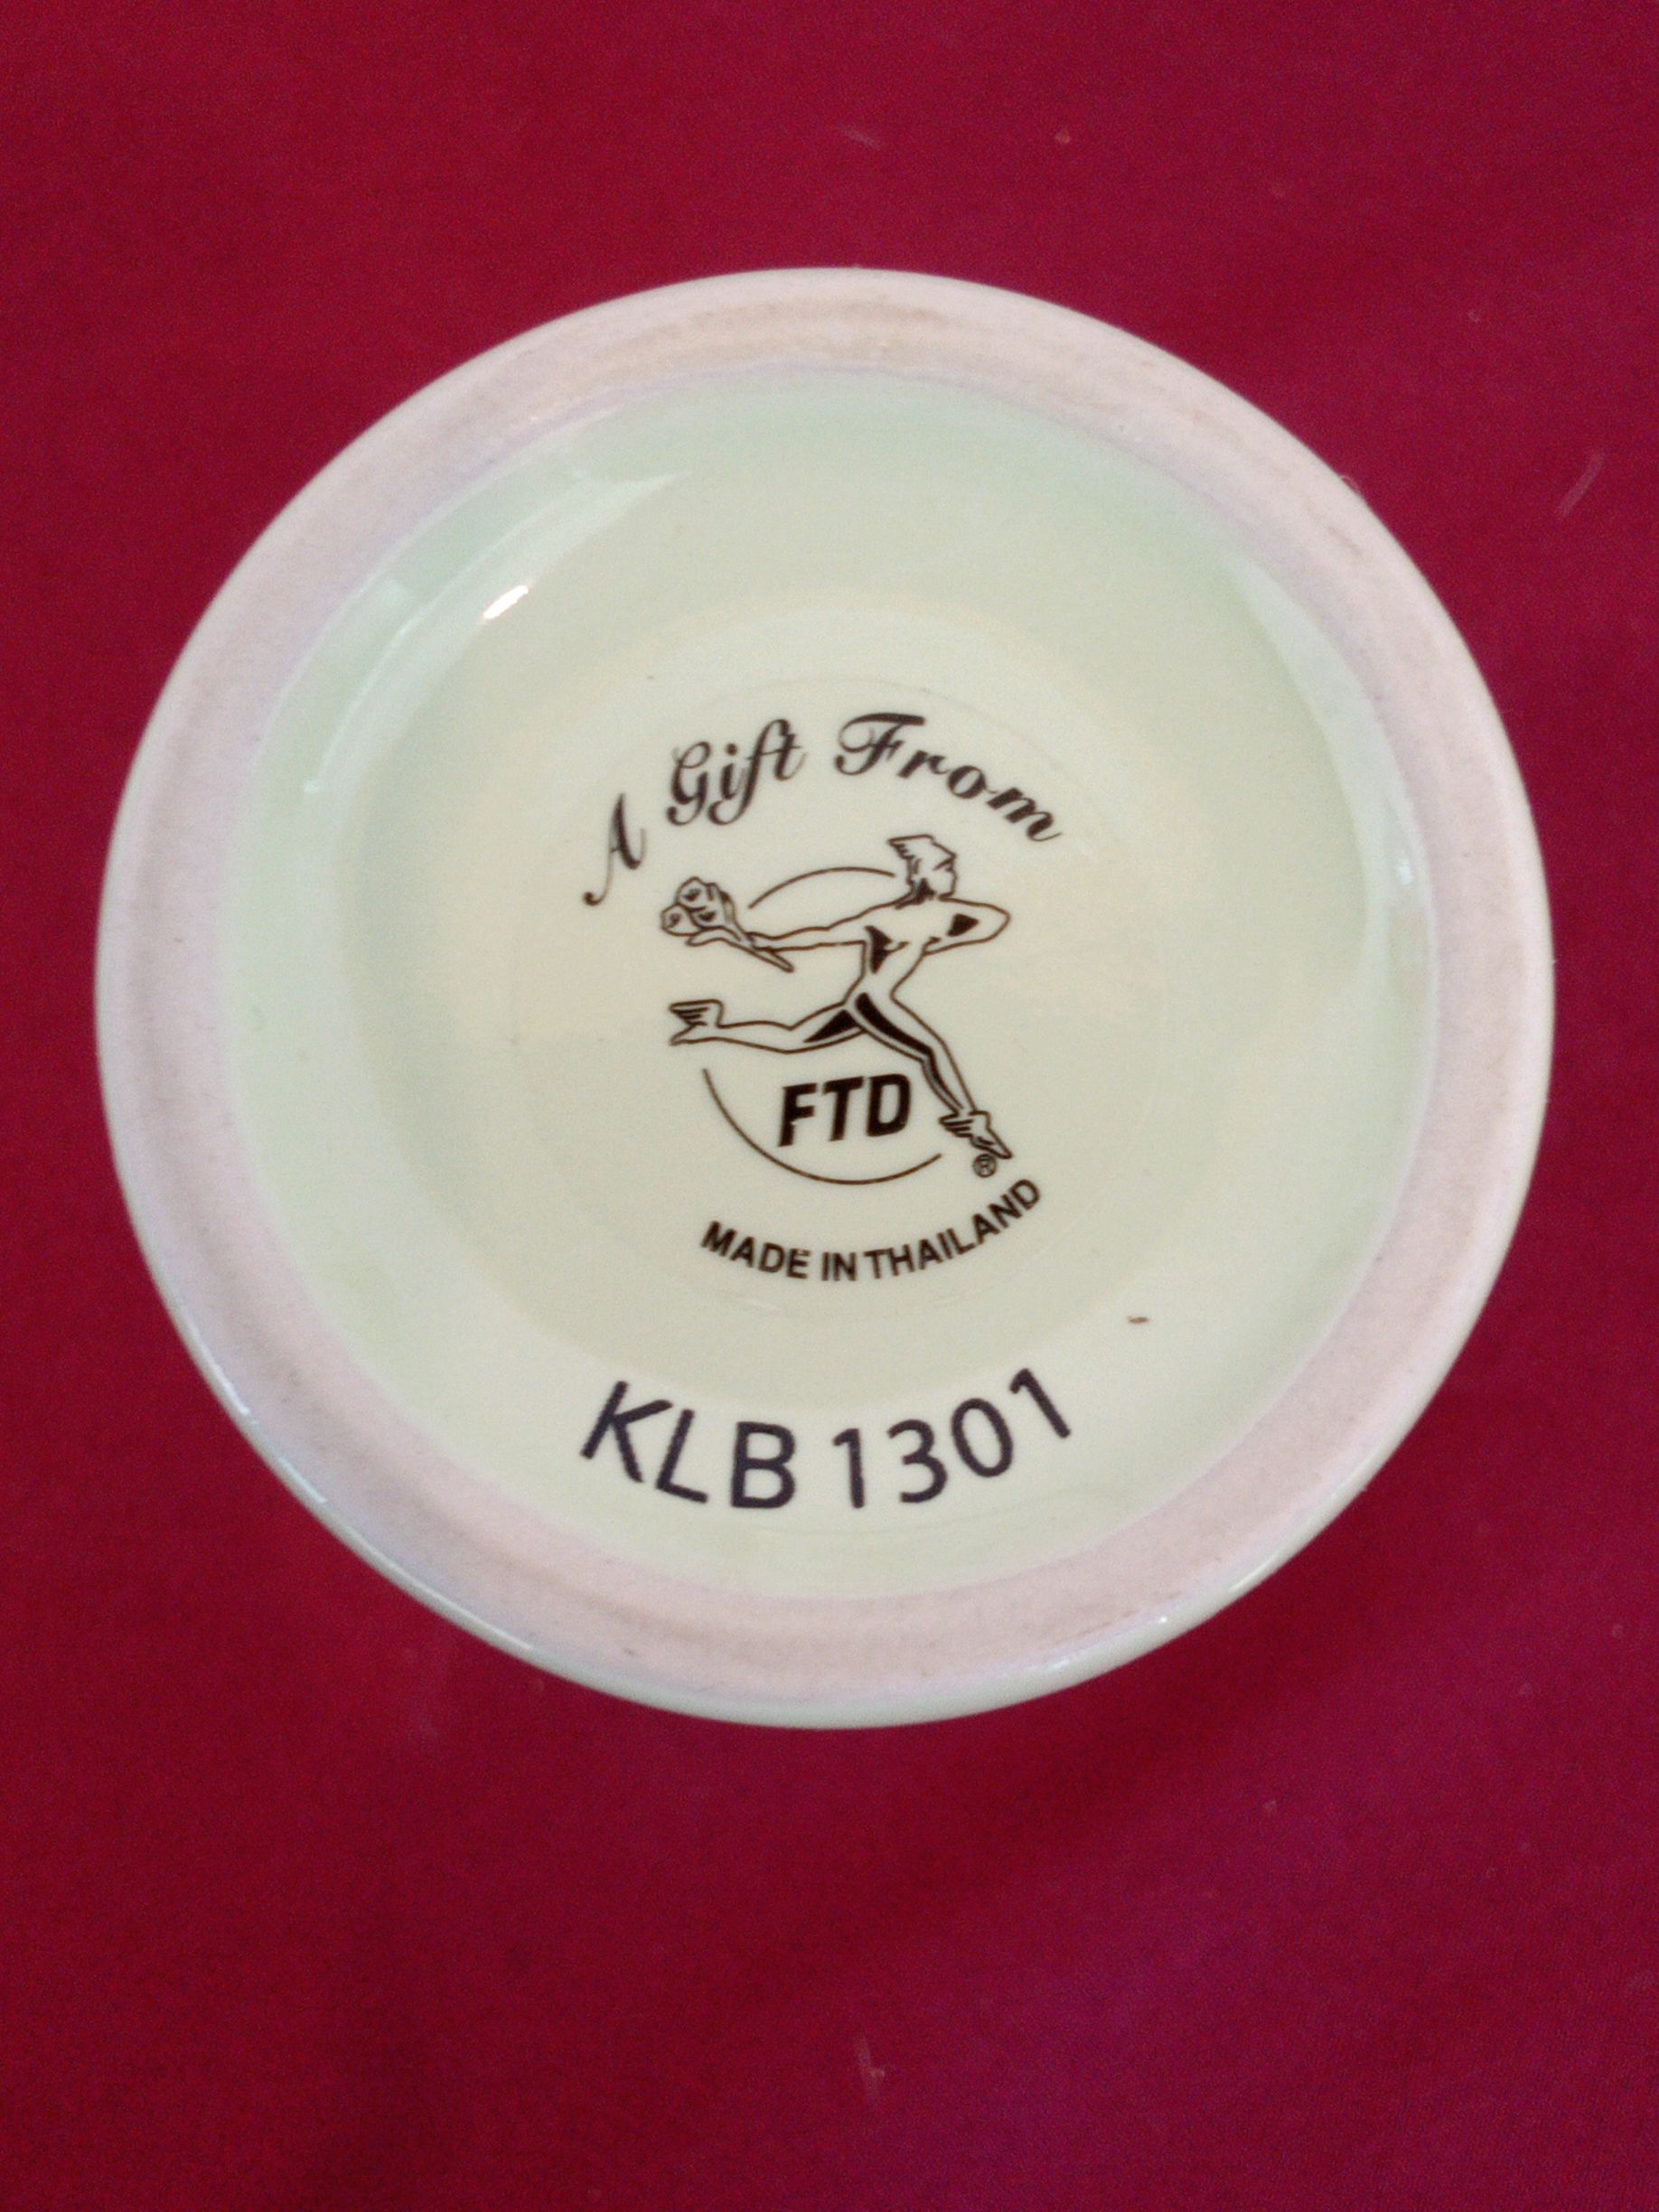 A Gift From
FTD
®
MADE IN THAILAND
KLB 1301